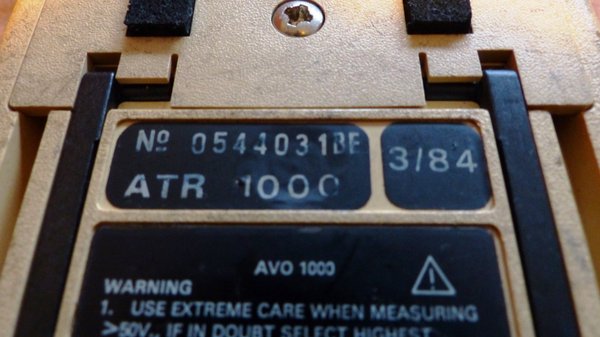 Nº 0544031BE
ATR 1000
3/84
AVO 1000
WARNING
1. USE EXTREME CARE WHEN MEASURING
>50V.. IF IN DOUBT SELECT HIGHEST